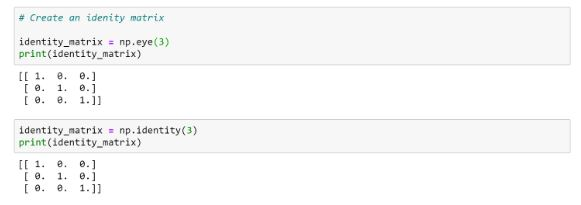 # Create an idenity matrix
identity_matrix = np.eye(3)
print(identity_matrix)
[[ 1.  0.  0.]
 [ 0.  1.  0.]
 [ 0.  0.  1.]]
identity_matrix = np.identity(3)
print(identity_matrix)
[[ 1.  0.  0.]
 [ 0.  1.  0.]
 [ 0.  0.  1.]]